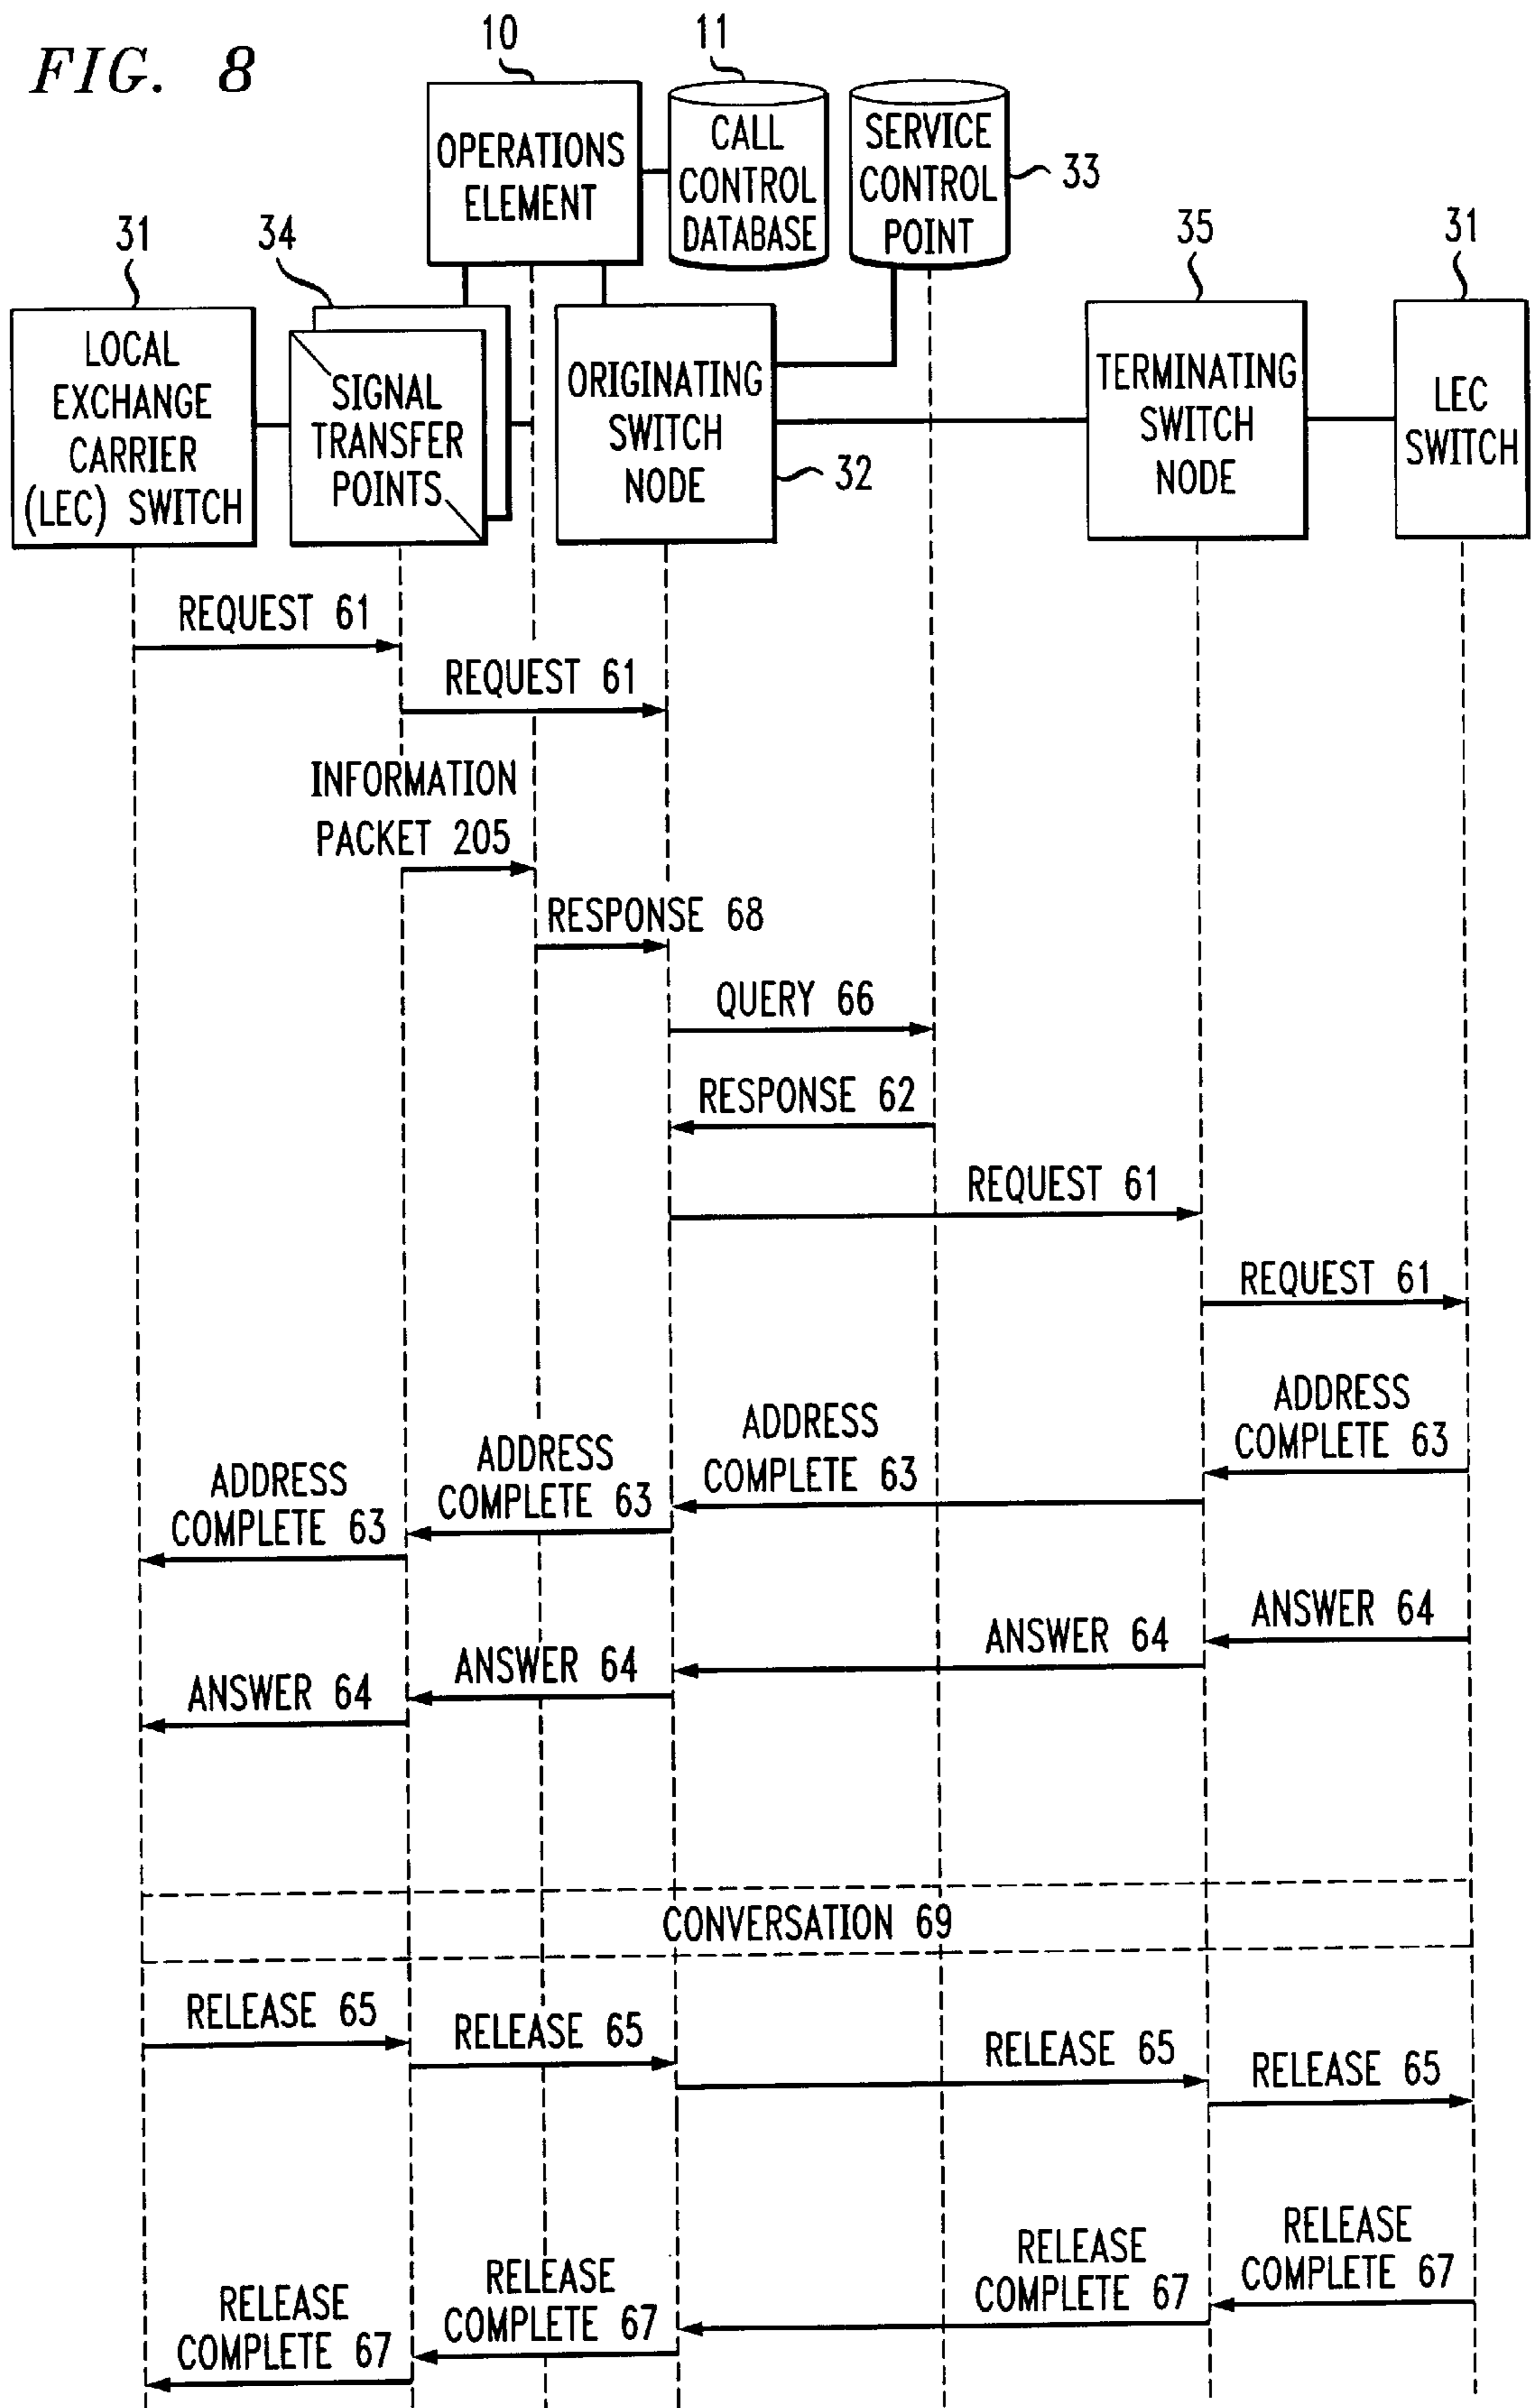 FIG. 8
10
11
OPERATIONS
ELEMENT
CALL
CONTROL
DATABASE
SERVICE
CONTROL
POINT
33
31
34
35
31
LOCAL
EXCHANGE
CARRIER
(LEC) SWITCH
SIGNAL
TRANSFER
POINTS
ORIGINATING
SWITCH
NODE
32
TERMINATING
SWITCH
NODE
LEC
SWITCH
REQUEST 61
REQUEST 61
INFORMATION
PACKET 205
RESPONSE 68
QUERY 66
RESPONSE 62
REQUEST 61
REQUEST 61
ADDRESS
COMPLETE 63
ADDRESS
COMPLETE 63
ADDRESS
COMPLETE 63
ADDRESS
COMPLETE 63
ANSWER 64
ANSWER 64
ANSWER 64
ANSWER 64
CONVERSATION 69
RELEASE 65
RELEASE 65
RELEASE 65
RELEASE 65
RELEASE
COMPLETE 67
RELEASE
COMPLETE 67
RELEASE
COMPLETE 67
RELEASE
COMPLETE 67